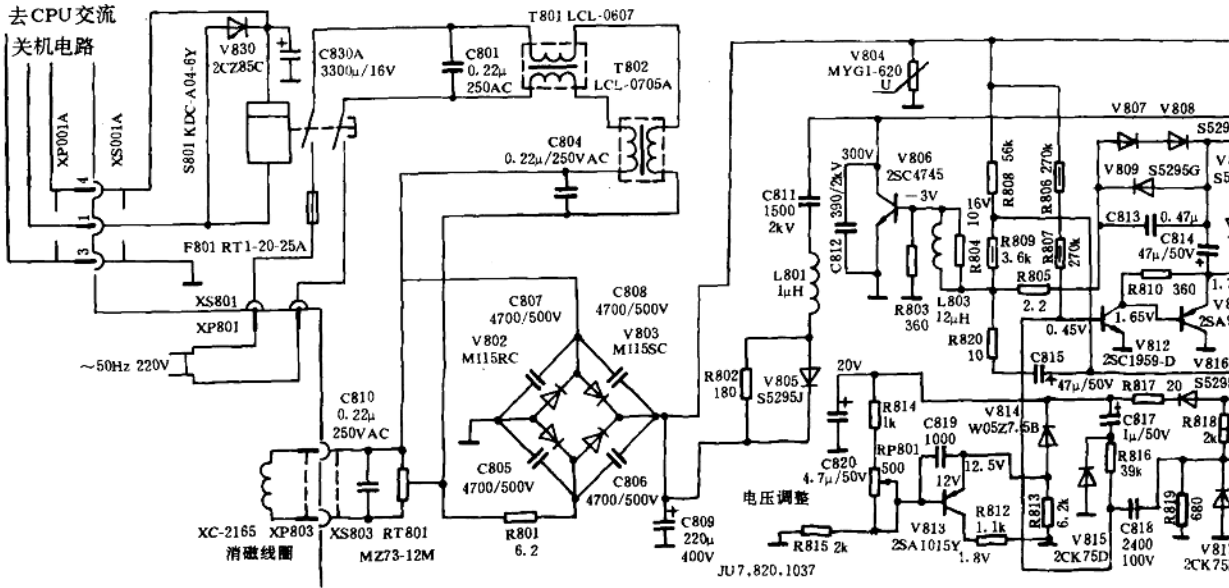 去CPU交流
关机电路
V830
2CZ85C
C830A
3300μ/16V
S801 KDC-A04-6Y
XP001A
XS001A
4
1
3
F801 RT1-20-25A
XS801
XP801
~50Hz 220V
T801 LCL-0607
C801
0.22μ
250AC
T802
LCL-0705A
C804
0.22μ/250VAC
C807
4700/500V
C808
4700/500V
V802
M115RC
V803
M115SC
C805
4700/500V
C806
4700/500V
C810
0.22μ
250VAC
XC-2165
XP803
XS803
RT801
消磁线圈
MZ73-12M
R801
6.2
C809
220μ
400V
V804
MYG1-620
U
C811
1500
2kV
L801
1μH
R802
180
V805
S5295J
300V
C812
390/2kV
V806
2SC4745
-3V
R803
360
L803
12μH
R804
10
16V
R808
56k
R806
270k
R809
3.6k
R807
270k
R805
2.2
R820
10
V807
V808
S529
V809
S5295G
C813
0.47μ
C814
47μ/50V
R810
360
0.45V
1.65V
V812
2SC1959-D
2SA
C815
47μ/50V
R817
20
V816
S529
20V
C820
4.7μ/50V
R814
1k
RP801
500
电压调整
R815
2k
C819
1000
12V
12.5V
V813
2SA1015Y
R812
1.1k
1.8V
V814
W05Z7.5B
R813
6.2k
V815
2CK75D
C817
1μ/50V
R816
39k
C818
2400
100V
R819
680
R818
2k
2CK75
JU7.820.1037